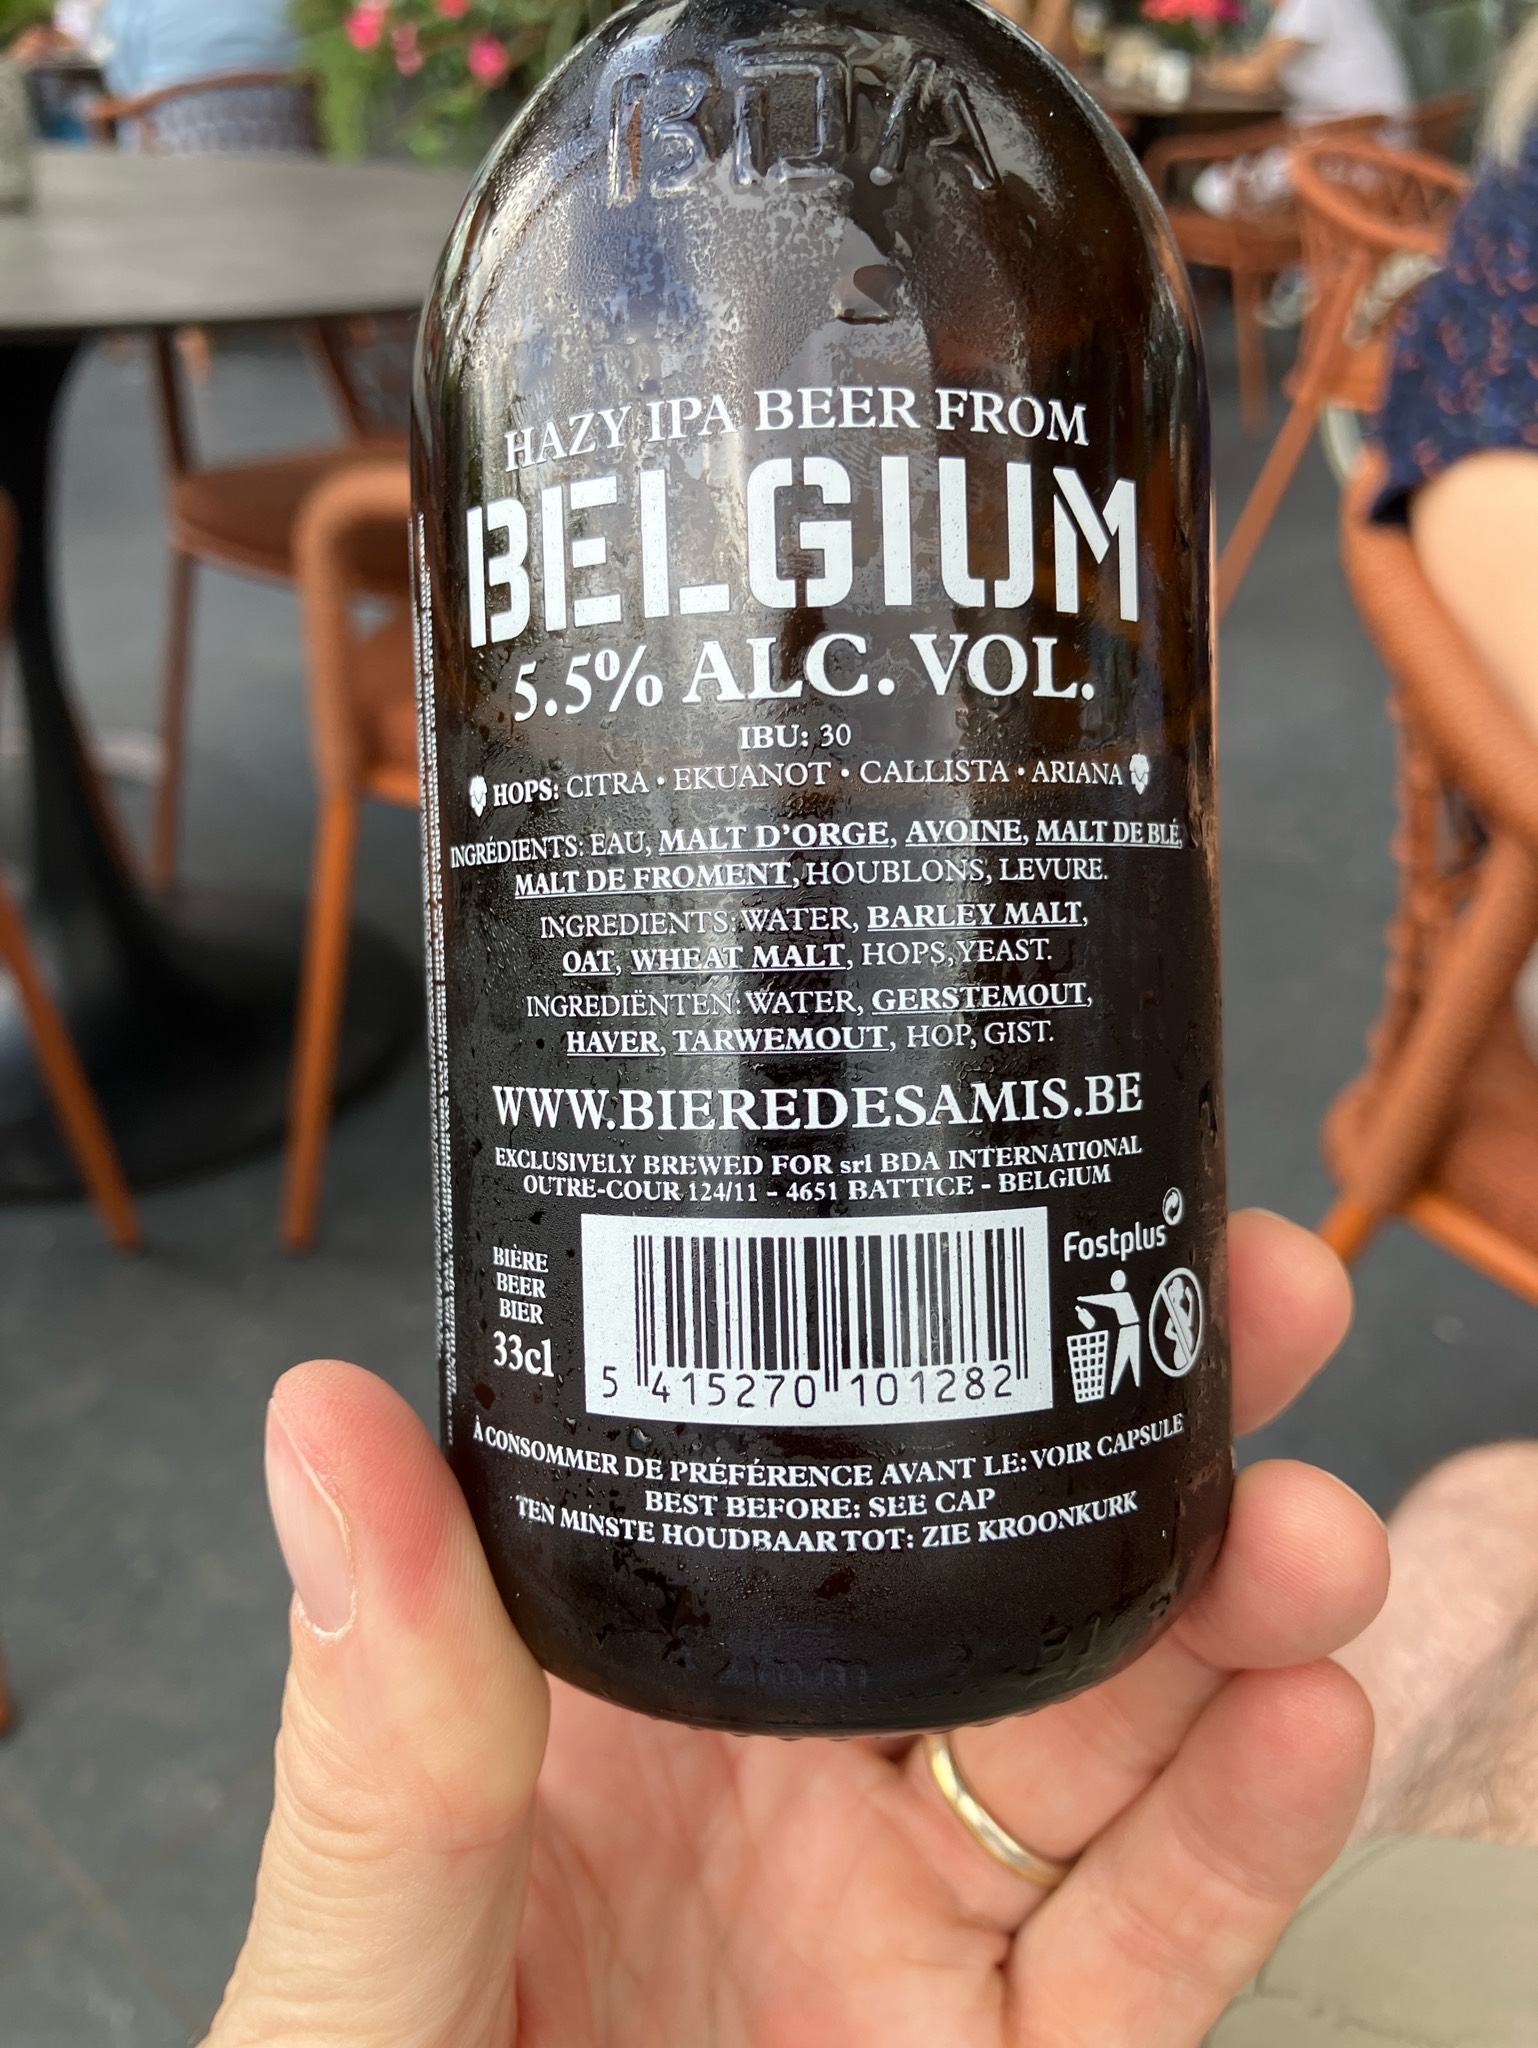 BDA
HAZY IPA BEER FROM
BELGIUM
5.5% ALC. VOL.
IBU: 30
HOPS: CITRA • EKUANOT • CALLISTA • ARIANA
INGRÉDIENTS: EAU, MALT D'ORGE, AVOINE, MALT DE BLÉ,
MALT DE FROMENT, HOUBLONS, LEVURE.
INGREDIENTS: WATER, BARLEY MALT,
OAT, WHEAT MALT, HOPS, YEAST.
INGREDIËNTEN: WATER, GERSTEMOUT,
HAVER, TARWEMOUT, HOP, GIST.
WWW.BIEREDESAMIS.BE
EXCLUSIVELY BREWED FOR srl BDA INTERNATIONAL
OUTRE-COUR 124/11 - 4651 BATTICE - BELGIUM
Fostplus
BIÈRE
BEER
BIER
33cl
5 415270 101282
À CONSOMMER DE PRÉFÉRENCE AVANT LE: VOIR CAPSULE
BEST BEFORE: SEE CAP
TEN MINSTE HOUDBAAR TOT: ZIE KROONKURK